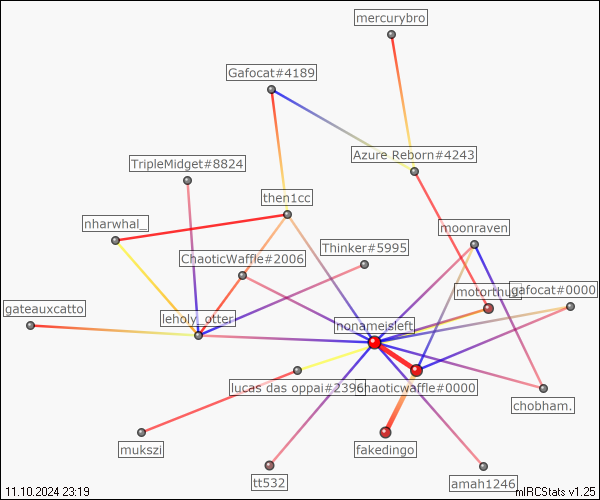 mercurybro
Gafocat#4189
Azure Reborn#4243
TripleMidget#8824
then1cc
nharwhal_
moonraven
Thinker#5995
ChaoticWaffle#2006
motorthug
gafocat#0000
gateauxcatto
leholy_otter
nonameisleft
lucas das oppai#2396
chaoticwaffle#0000
chobham.
mukszi
fakedingo
tt532
amah1246
11.10.2024 23:19
mIRCStats v1.25